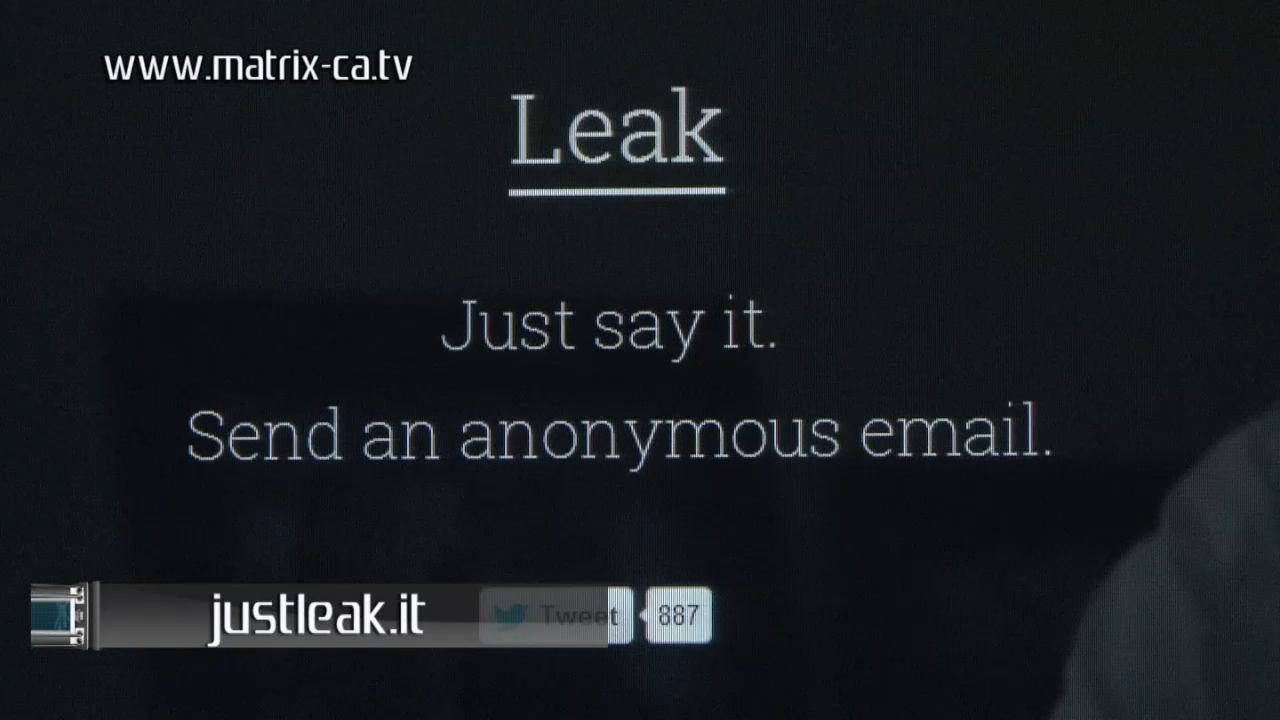 www.matrix-ca.tv
Leak
Just say it.
Send an anonymous email.
justleak.it
Tweet
887